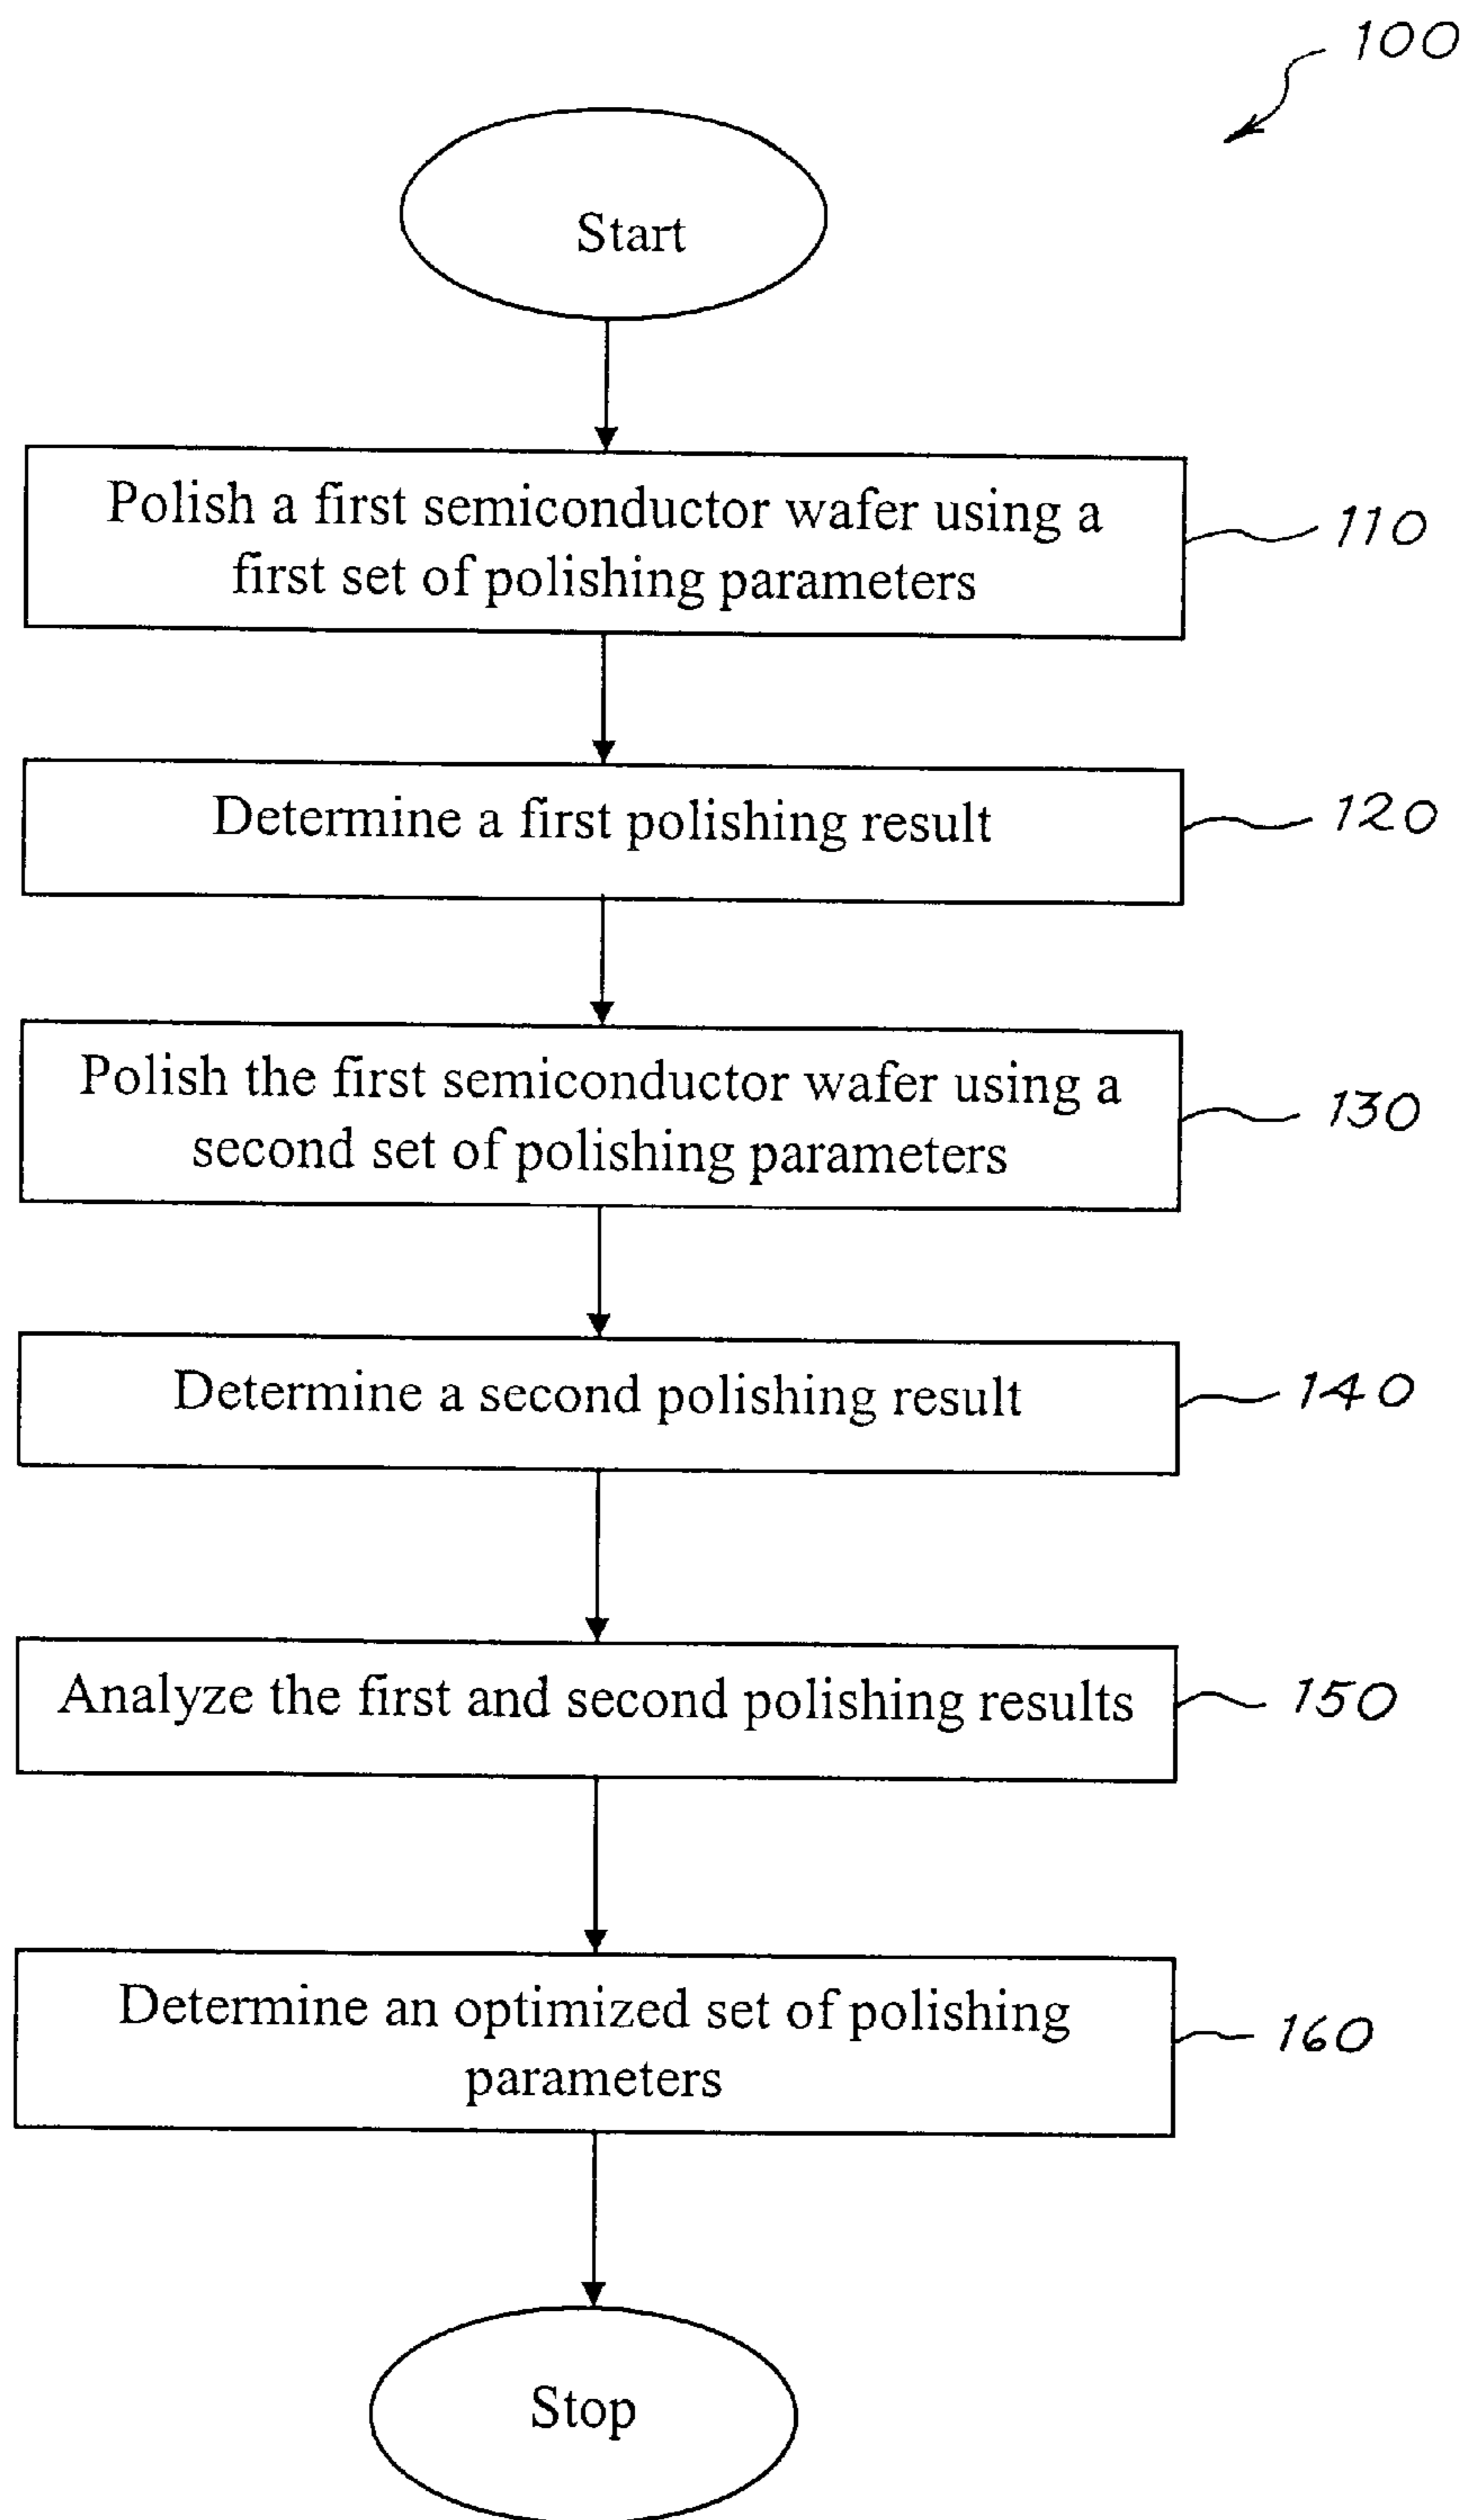 100
Start
Polish a first semiconductor wafer using a
first set of polishing parameters
110
Determine a first polishing result
120
Polish the first semiconductor wafer using a
second set of polishing parameters
130
Determine a second polishing result
140
Analyze the first and second polishing results
150
Determine an optimized set of polishing
parameters
160
Stop